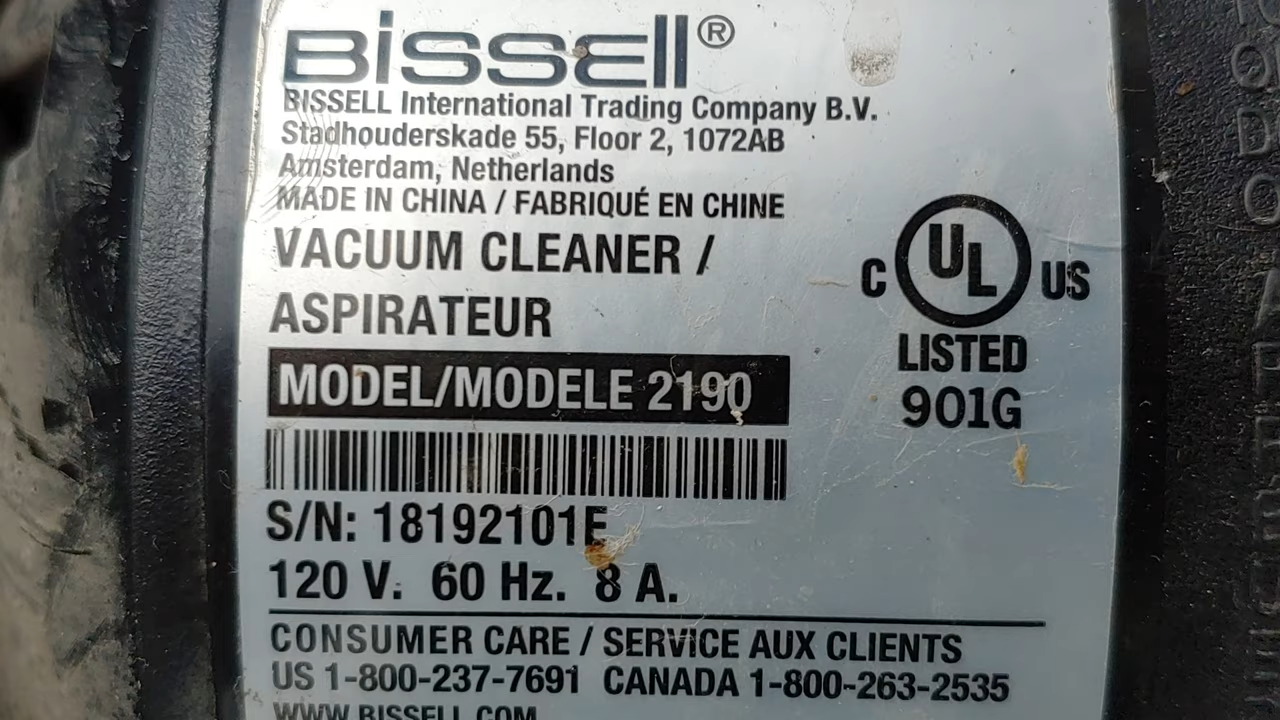 BISSELL®
BISSELL International Trading Company B.V.
Stadhouderskade 55, Floor 2, 1072AB
Amsterdam, Netherlands
MADE IN CHINA / FABRIQUÉ EN CHINE
VACUUM CLEANER /
ASPIRATEUR
MODEL/MODELE 2190
S/N: 18192101E
120 V. 60 Hz. 8 A.
CONSUMER CARE / SERVICE AUX CLIENTS
US 1-800-237-7691 CANADA 1-800-263-2535
WWW.BISSELL.COM
C UL US
LISTED
901G